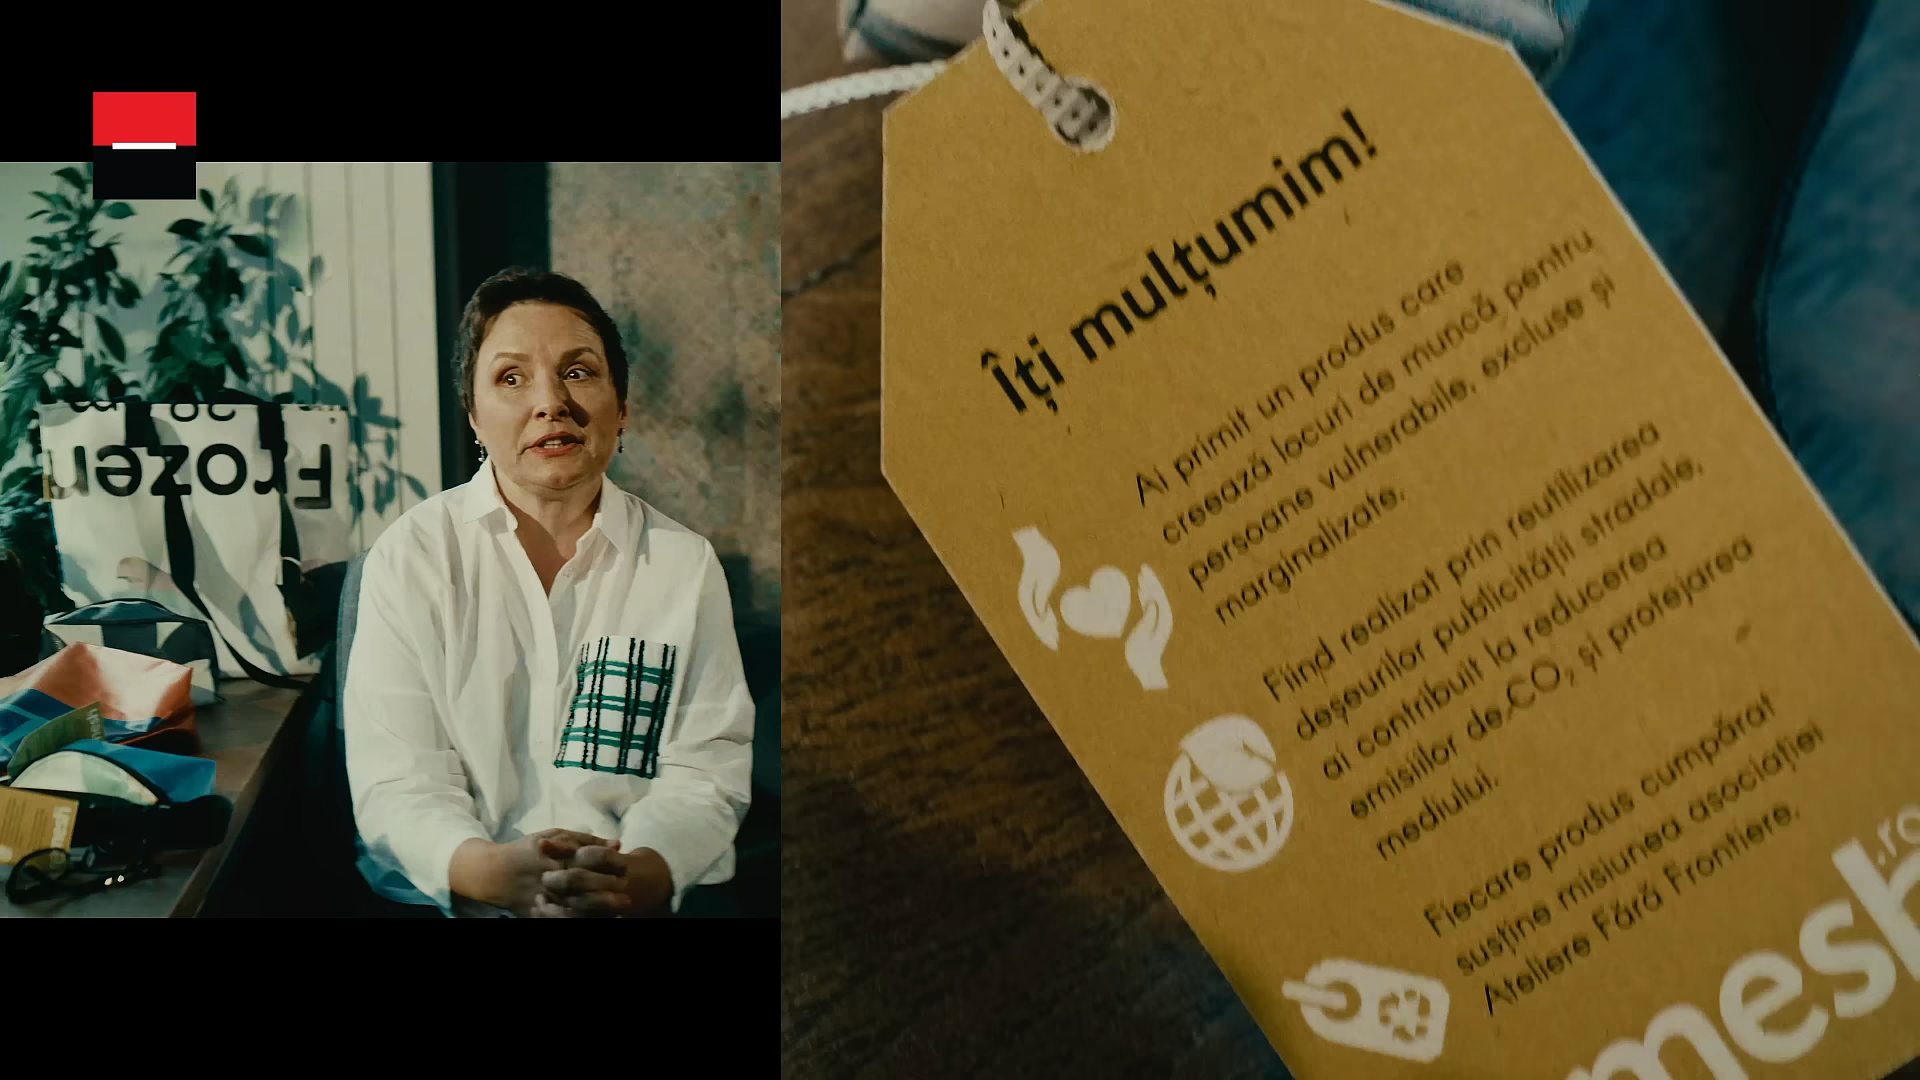 Frozen
Îți mulțumim!
Ai primit un produs care
creează locuri de muncă pentru
persoane vulnerabile, excluse și
marginalizate.
Fiind realizat prin reutilizarea
deșeurilor publicității stradale,
ai contribuit la reducerea
emisiilor de CO₂ și protejarea
mediului.
Fiecare produs cumpărat
susține misiunea asociației
Ateliere Fără Frontiere.
mesh